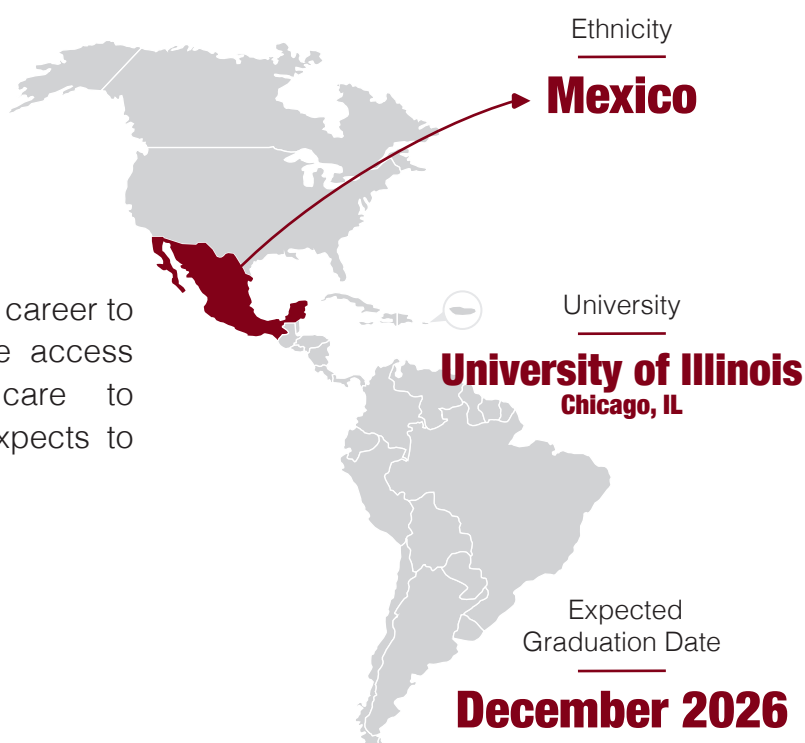 Ethnicity
Mexico
career to
access
care to
expects to
University
University of Illinois
Chicago, IL
Expected
Graduation Date
December 2026